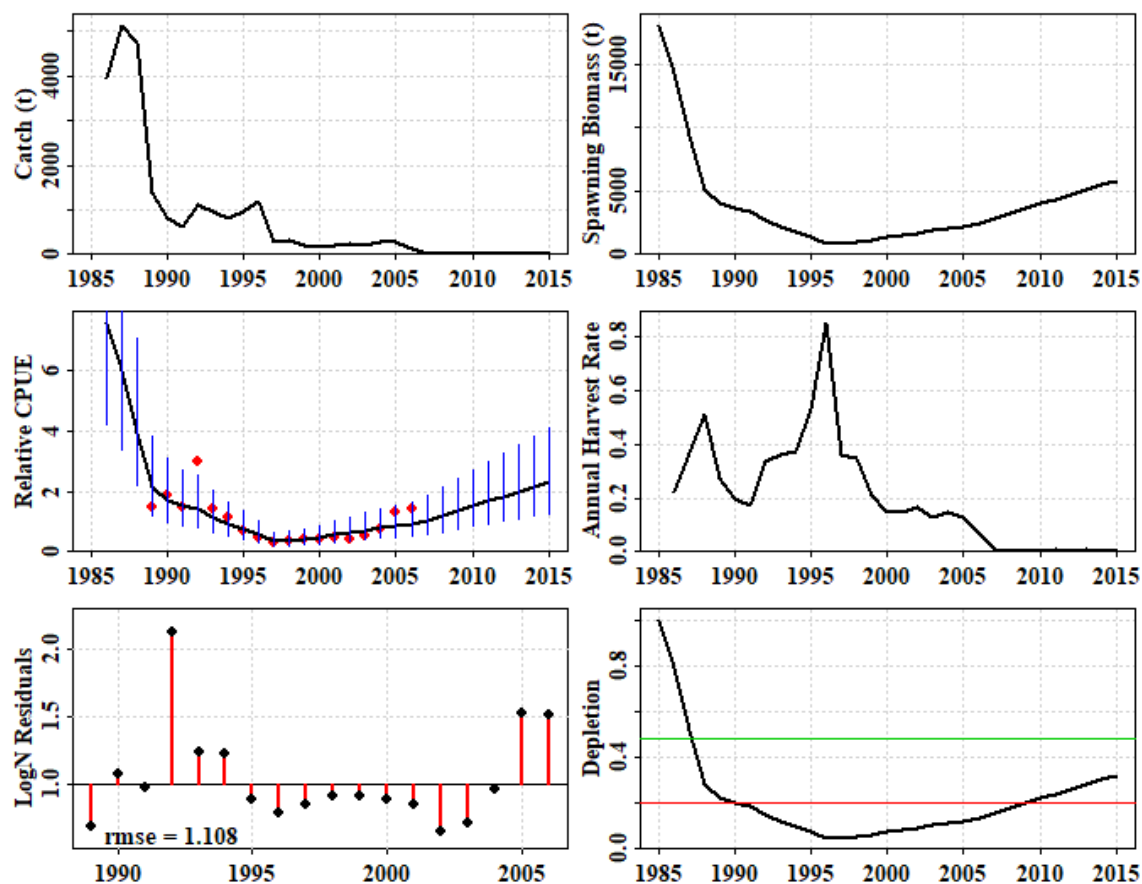 Catch (t)
0 2000 4000
1985 1990 1995 2000 2005 2010 2015
Spawning Biomass (t)
0 5000 15000
1985 1990 1995 2000 2005 2010 2015
Relative CPUE
0 2 4 6
1985 1990 1995 2000 2005 2010 2015
Annual Harvest Rate
0.0 0.2 0.4 0.6 0.8
1985 1990 1995 2000 2005 2010 2015
LogN Residuals
1.0 1.5 2.0
rmse = 1.108
1990 1995 2000 2005
Depletion
0.0 0.4 0.8
1985 1990 1995 2000 2005 2010 2015